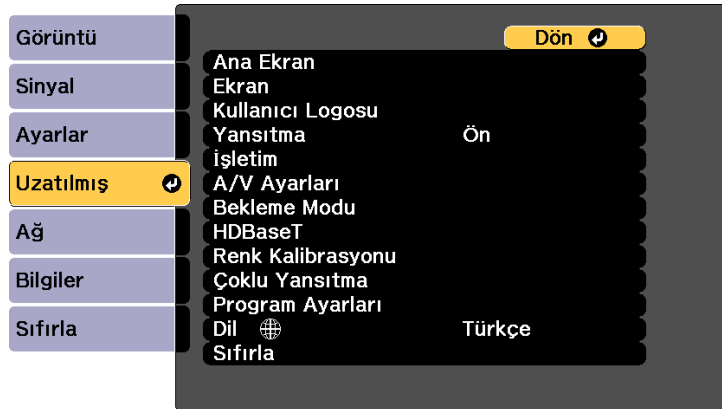 Görüntü
Sinyal
Ayarlar
Uzatılmış
Ağ
Bilgiler
Sıfırla
Dön
Ana Ekran
Ekran
Kullanıcı Logosu
Yansıtma Ön
İşletim
A/V Ayarları
Bekleme Modu
HDBaseT
Renk Kalibrasyonu
Çoklu Yansıtma
Program Ayarları
Dil Türkçe
Sıfırla